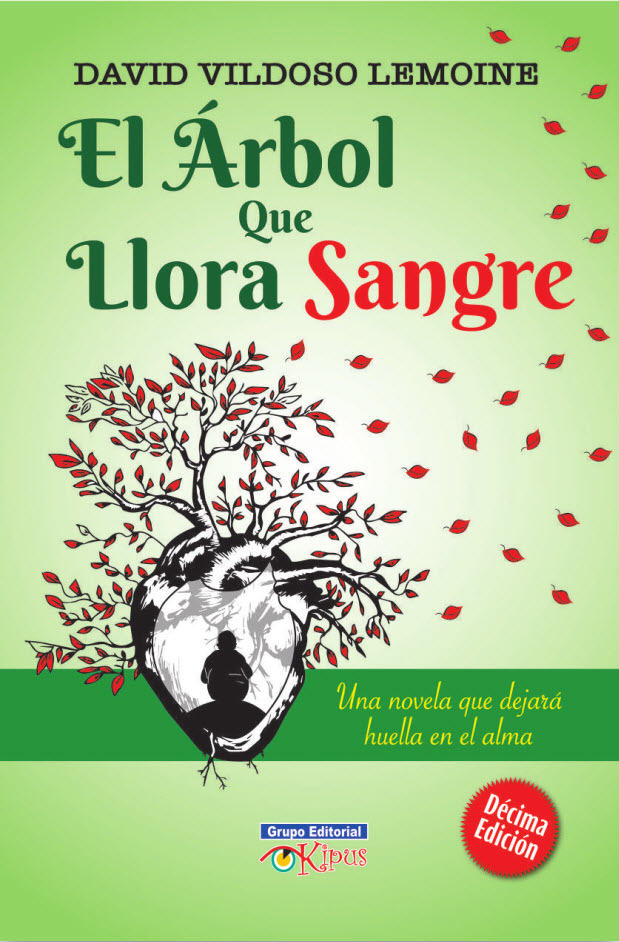 DAVID VILDOSO LEMOINE
El Árbol
Que
Llora Sangre
Una novela que dejará
huella en el alma
Décima
Edición
Grupo Editorial
Kipus